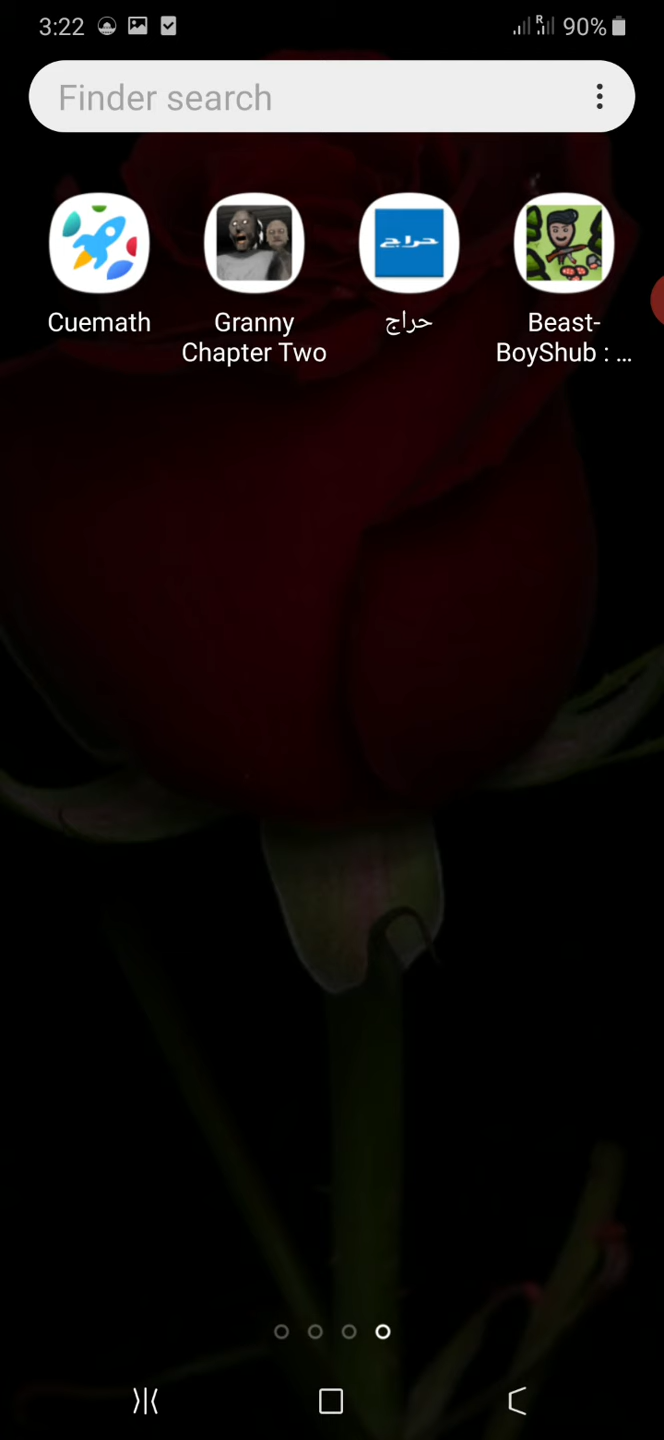 3:22
R
90%
Finder search
حراج
Cuemath
Granny
Chapter Two
حراج
Beast-
BoyShub : ...